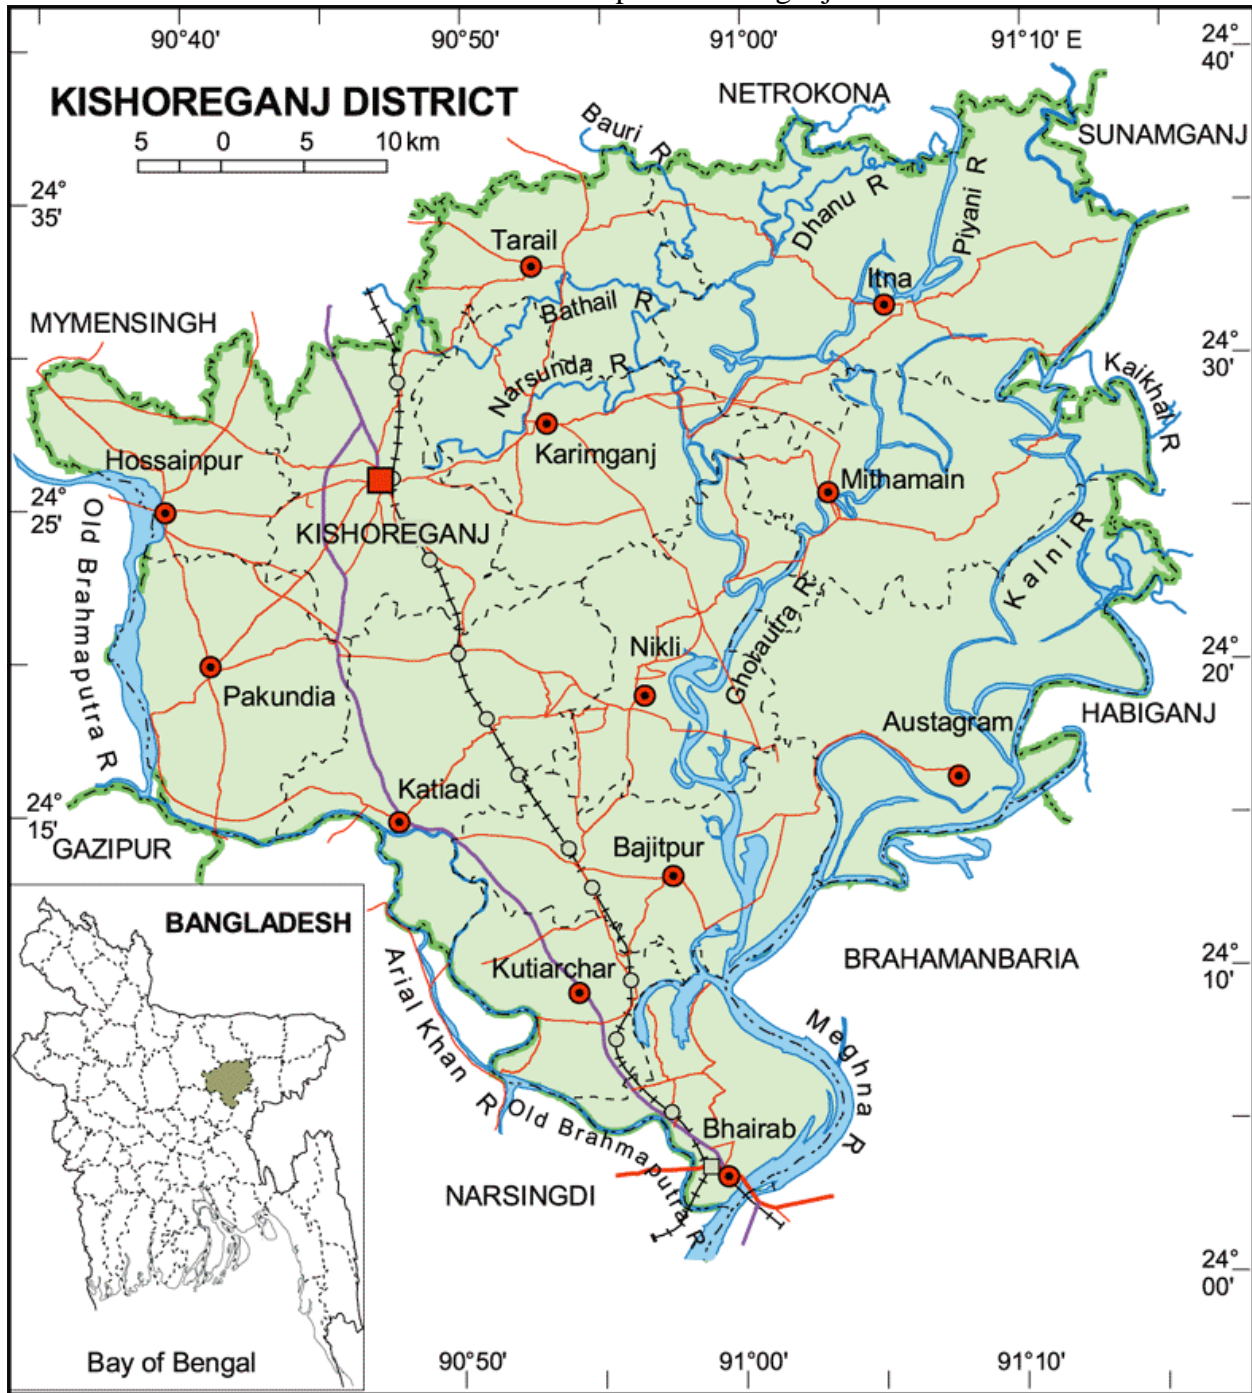 90°40' 90°50' 91°00' 91°10' E
24°
40'
KISHOREGANJ DISTRICT
5 0 5 10 km
NETROKONA
SUNAMGANJ
Bauri R
Dhanu R
Piyani R
24°
35'
Tarail
Itna
Bathail R
MYMENSINGH
24°
30'
Narsunda R
Kaikhal R
Karimganj
Hossainpur
Mithamain
24°
25'
KISHOREGANJ
Old Brahmaputra R
Kalni R
Ghorautra R
Nikli
24°
20'
Pakundia
HABIGANJ
Austagram
Katiadi
24°
15'
GAZIPUR
Bajitpur
BANGLADESH
BRAHAMANBARIA
24°
10'
Kutiarchar
Arial Khan R
Meghna R
Old Brahmaputra R
Bhairab
NARSINGDI
24°
00'
Bay of Bengal
90°50' 91°00' 91°10'